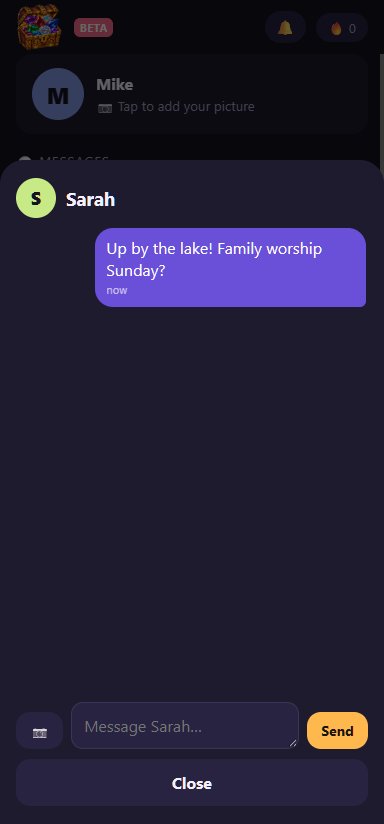 BETA
0
M
Mike
Tap to add your picture
MESSAGES
S
Sarah
Up by the lake! Family worship
Sunday?
now
Message Sarah...
Send
Close